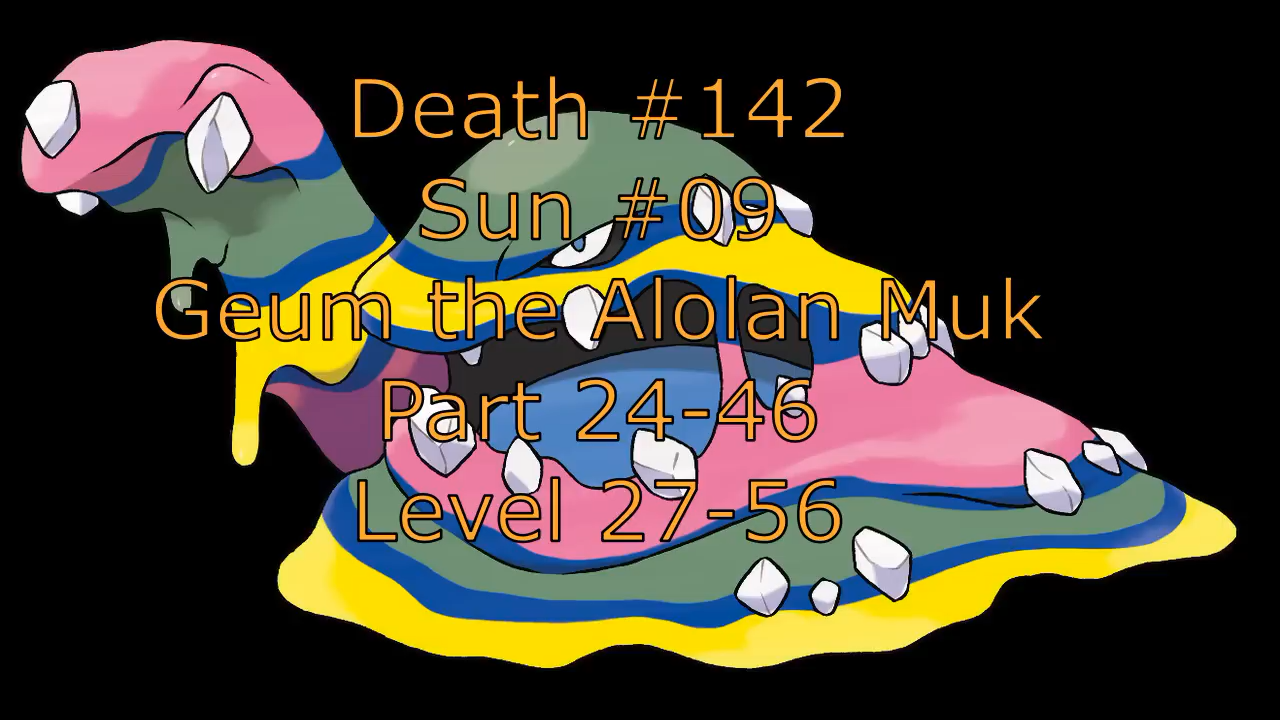 Death #142
Sun #09
Geum the Alolan Muk
Part 24-46
Level 27-56